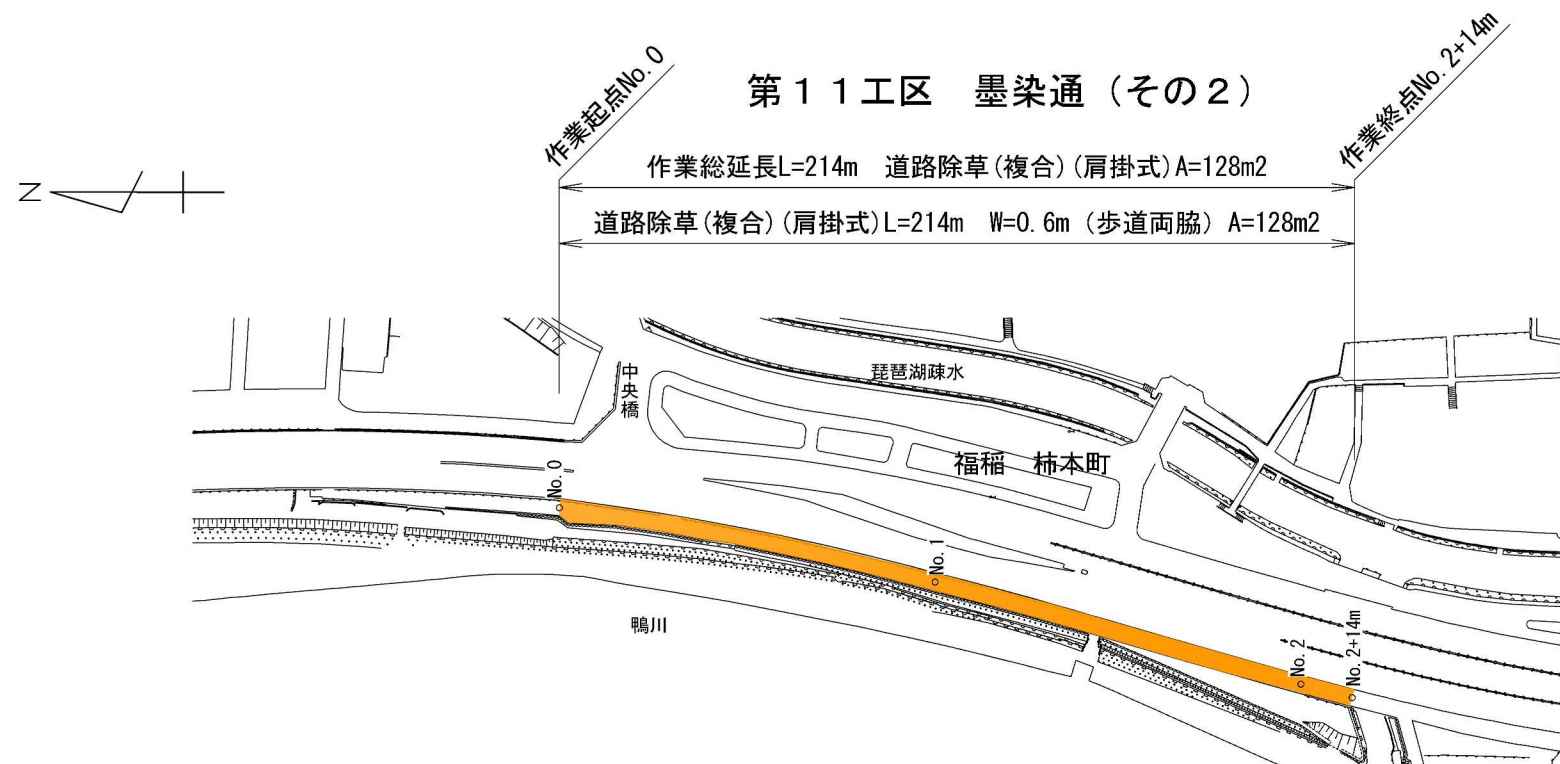 第11工区　墨染通（その2）
作業起点No.0
作業終点No.2+14m
作業総延長L=214m　道路除草(複合)(肩掛式)A=128m2
道路除草(複合)(肩掛式)L=214m　W=0.6m（歩道両脇）A=128m2
N
中央橋
琵琶湖疎水
福稲　柿本町
No.0
No.1
鴨川
No.2
No.2+14m